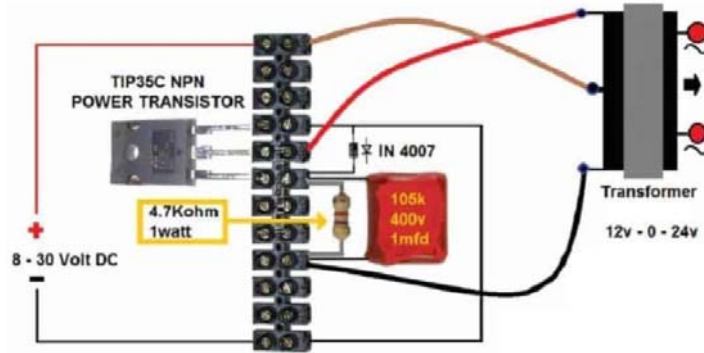 TIP35C NPN
POWER TRANSISTOR
IN 4007
4.7Kohm
1watt
105k
400v
1mfd
+
8 - 30 Volt DC
-
Transformer
12v - 0 - 24v